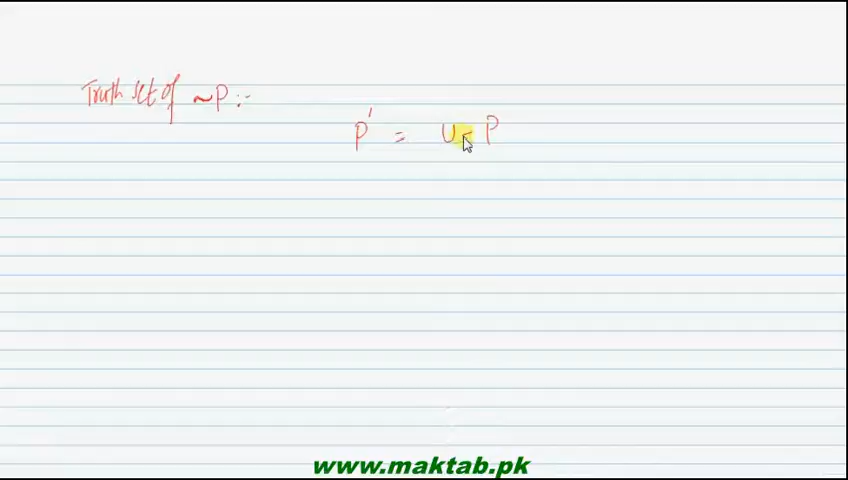 Truth set of ~P :-
P' = U - P
www.maktab.pk